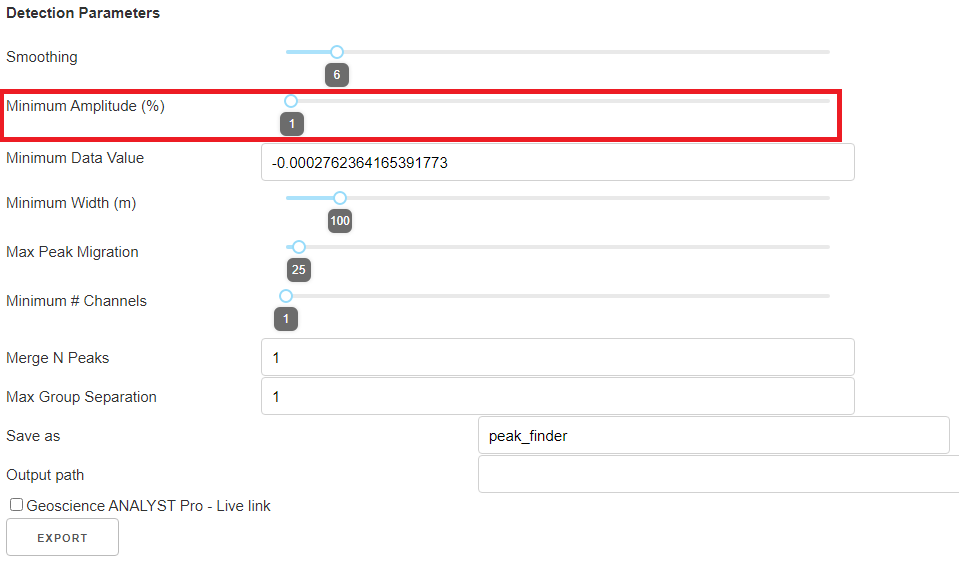 Detection Parameters
Smoothing
6
Minimum Amplitude (%)
1
Minimum Data Value
-0.0002762364165391773
Minimum Width (m)
100
Max Peak Migration
25
Minimum # Channels
1
Merge N Peaks
1
Max Group Separation
1
Save as
peak_finder
Output path
Geoscience ANALYST Pro - Live link
EXPORT